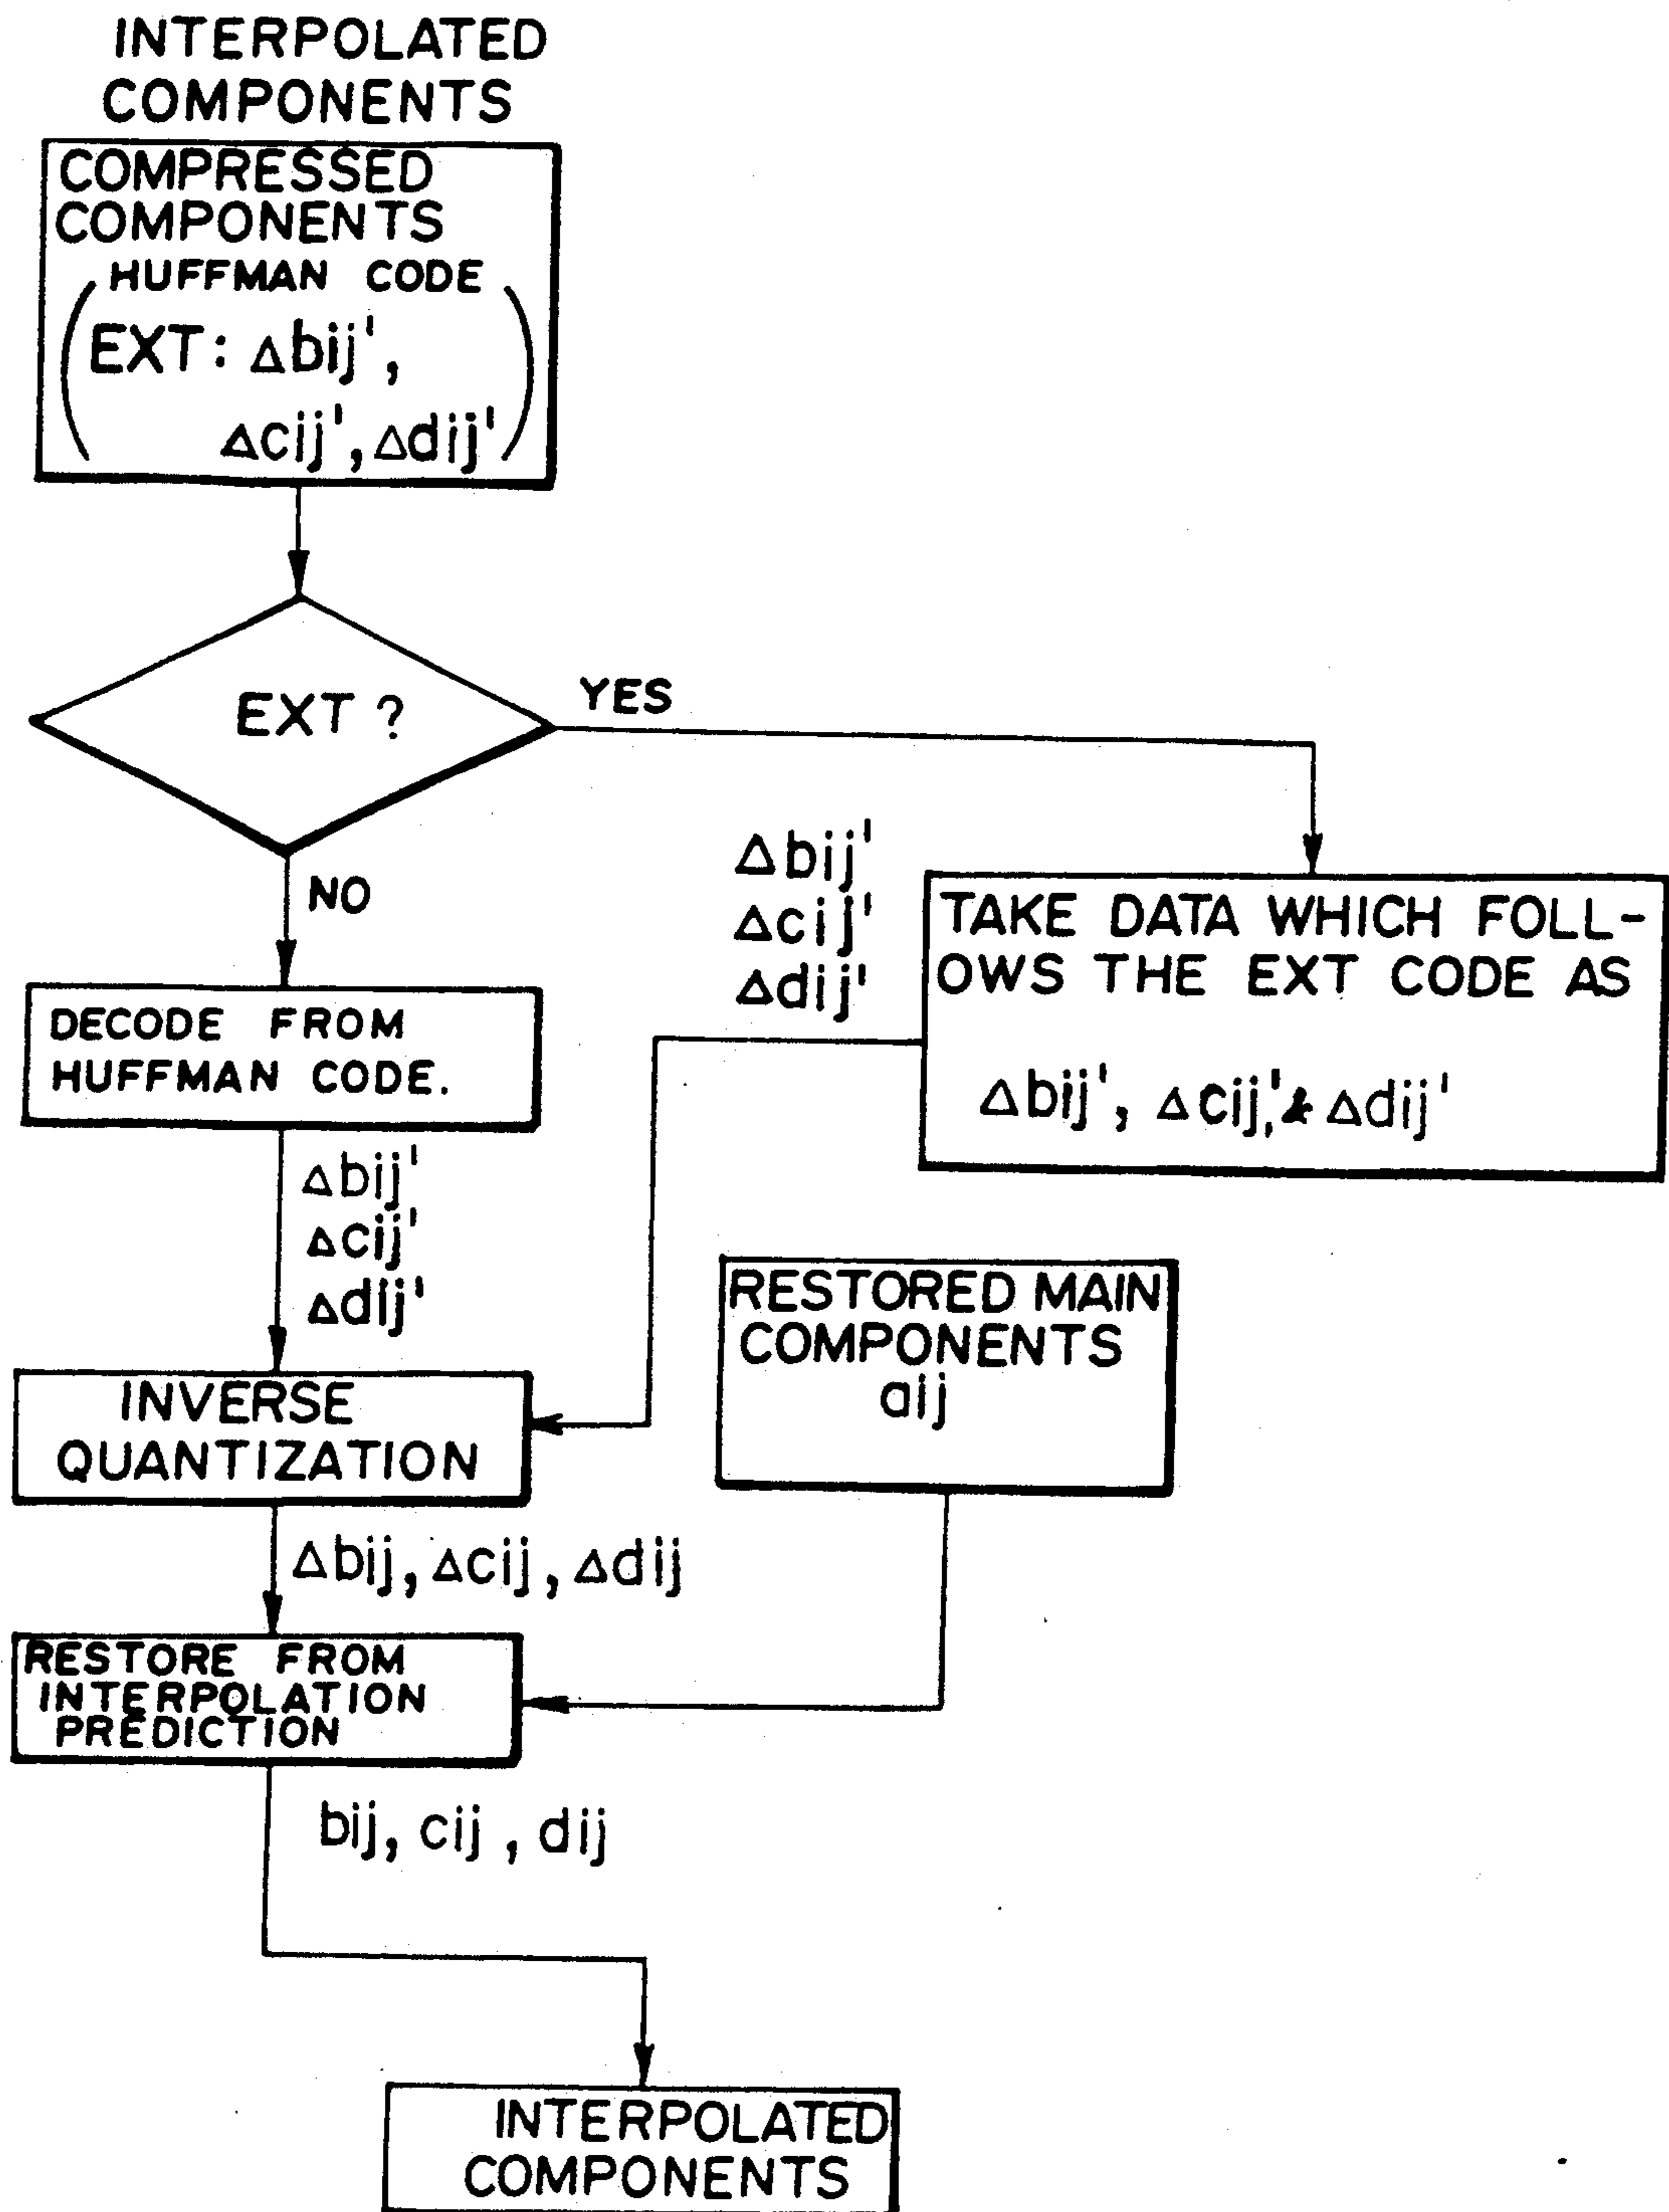 INTERPOLATED
COMPONENTS
COMPRESSED
COMPONENTS
HUFFMAN CODE
(EXT: Δbij',
Δcij', Δdij')
EXT ?
YES
NO
Δbij'
Δcij'
Δdij'
TAKE DATA WHICH FOLL-
OWS THE EXT CODE AS
Δbij', Δcij,'& Δdij'
DECODE FROM
HUFFMAN CODE.
Δbij'
Δcij'
Δdij'
RESTORED MAIN
COMPONENTS
aij
INVERSE
QUANTIZATION
Δbij, Δcij, Δdij
RESTORE FROM
INTERPOLATION
PREDICTION
bij, cij, dij
INTERPOLATED
COMPONENTS